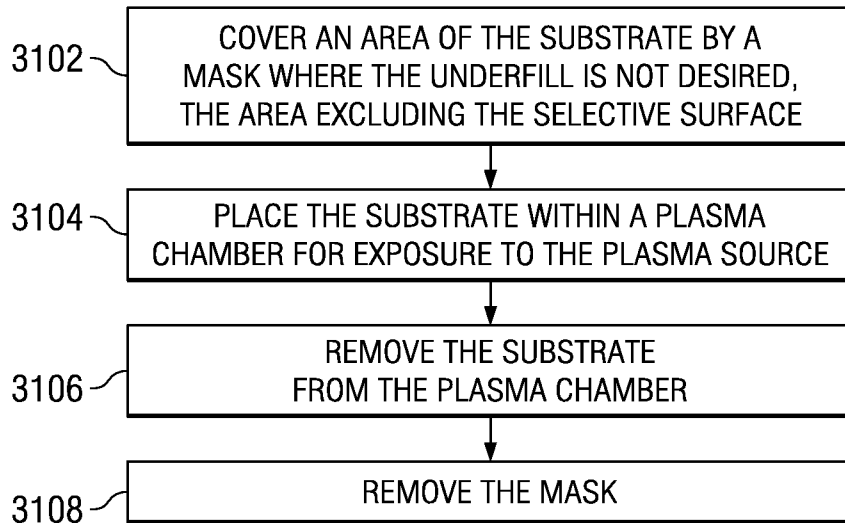 3102
COVER AN AREA OF THE SUBSTRATE BY A
MASK WHERE THE UNDERFILL IS NOT DESIRED,
THE AREA EXCLUDING THE SELECTIVE SURFACE
3104
PLACE THE SUBSTRATE WITHIN A PLASMA
CHAMBER FOR EXPOSURE TO THE PLASMA SOURCE
3106
REMOVE THE SUBSTRATE
FROM THE PLASMA CHAMBER
3108
REMOVE THE MASK